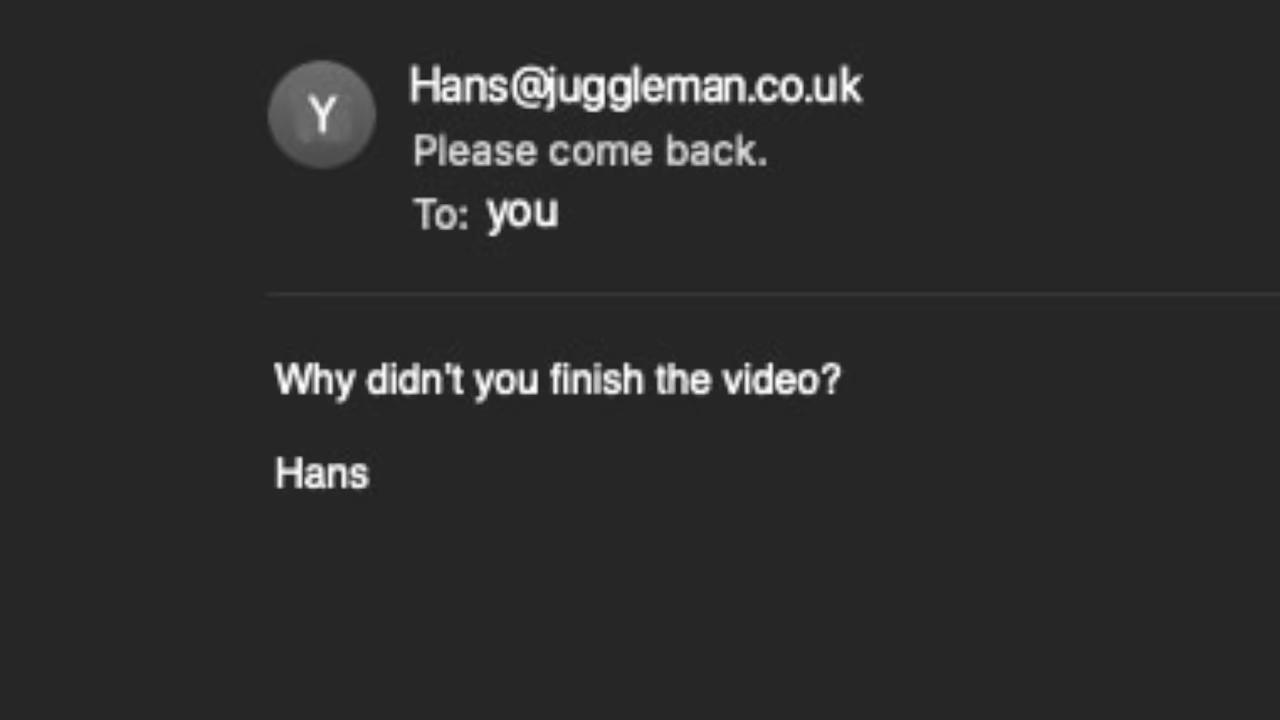 Y
Hans@juggleman.co.uk
Please come back.
To: you
Why didn't you finish the video?
Hans